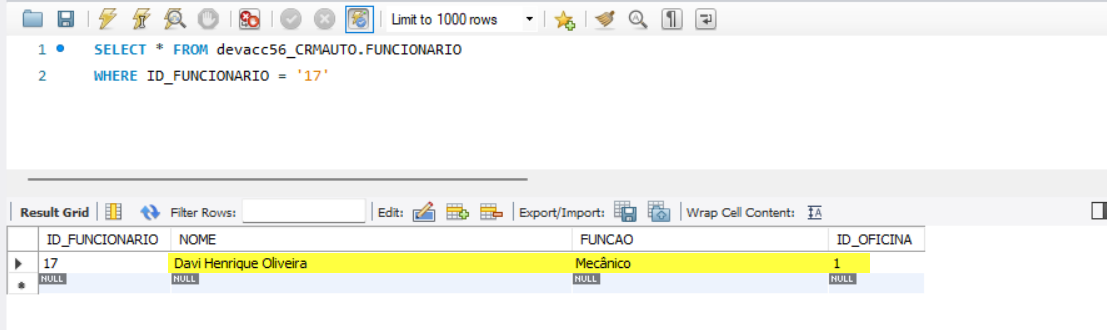 Limit to 1000 rows
1 SELECT * FROM devacc56_CRMAUTO.FUNCIONARIO
2 WHERE ID_FUNCIONARIO = '17'
Result Grid Filter Rows: Edit: Export/Import: Wrap Cell Content: IA
ID_FUNCIONARIO NOME FUNCAO ID_OFICINA
17 Davi Henrique Oliveira Mecânico 1
NULL NULL NULL NULL